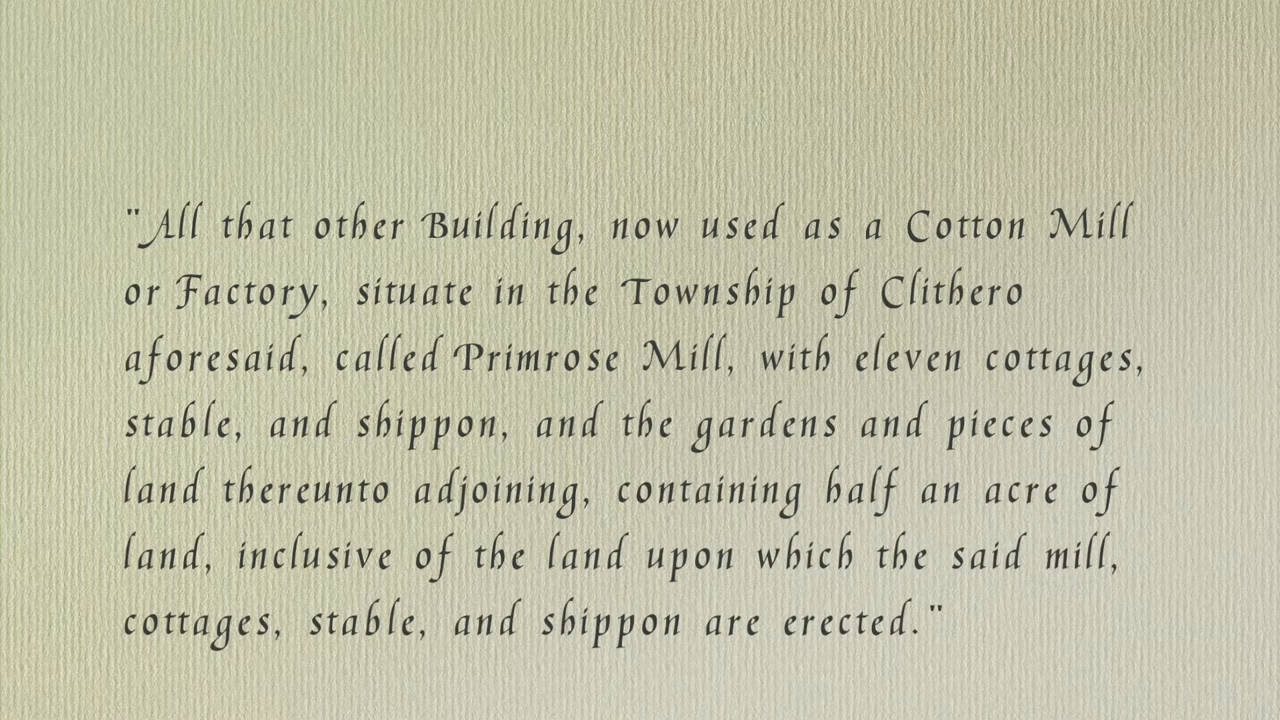 "All that other Building, now used as a Cotton Mill
or Factory, situate in the Township of Clithero
aforesaid, called Primrose Mill, with eleven cottages,
stable, and shippon, and the gardens and pieces of
land thereunto adjoining, containing half an acre of
land, inclusive of the land upon which the said mill,
cottages, stable, and shippon are erected."